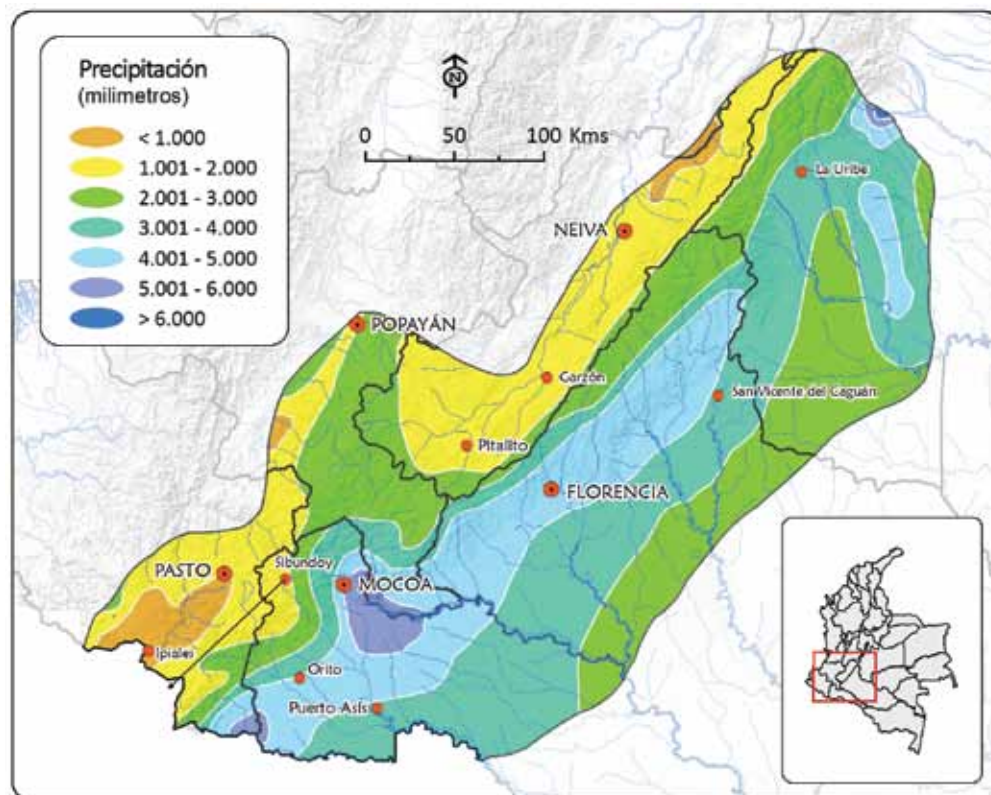 Precipitación
(milimetros)
< 1.000
1.001 - 2.000
2.001 - 3.000
3.001 - 4.000
4.001 - 5.000
5.001 - 6.000
> 6.000
N
0 50 100 Kms
La Uribe
NEIVA
POPAYÁN
Garzón
San Vicente del Caguán
Pitalito
FLORENCIA
PASTO
Sibundoy
MOCOA
Ipiales
Orito
Puerto Asís